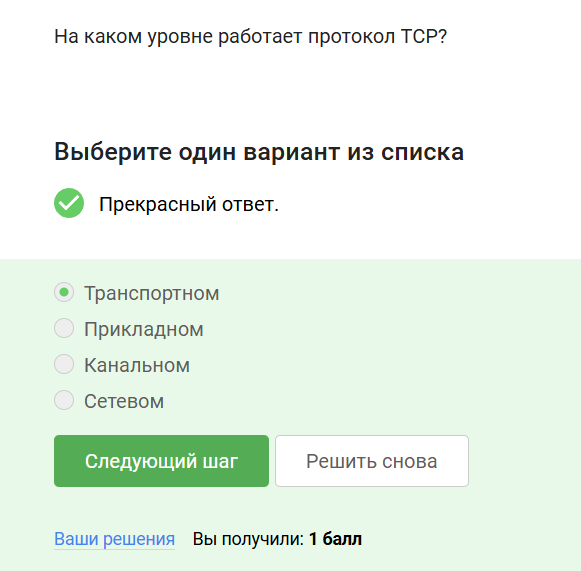 На каком уровне работает протокол TCP?
Выберите один вариант из списка
Прекрасный ответ.
Транспортном
Прикладном
Канальном
Сетевом
Следующий шаг
Решить снова
Ваши решения
Вы получили: 1 балл